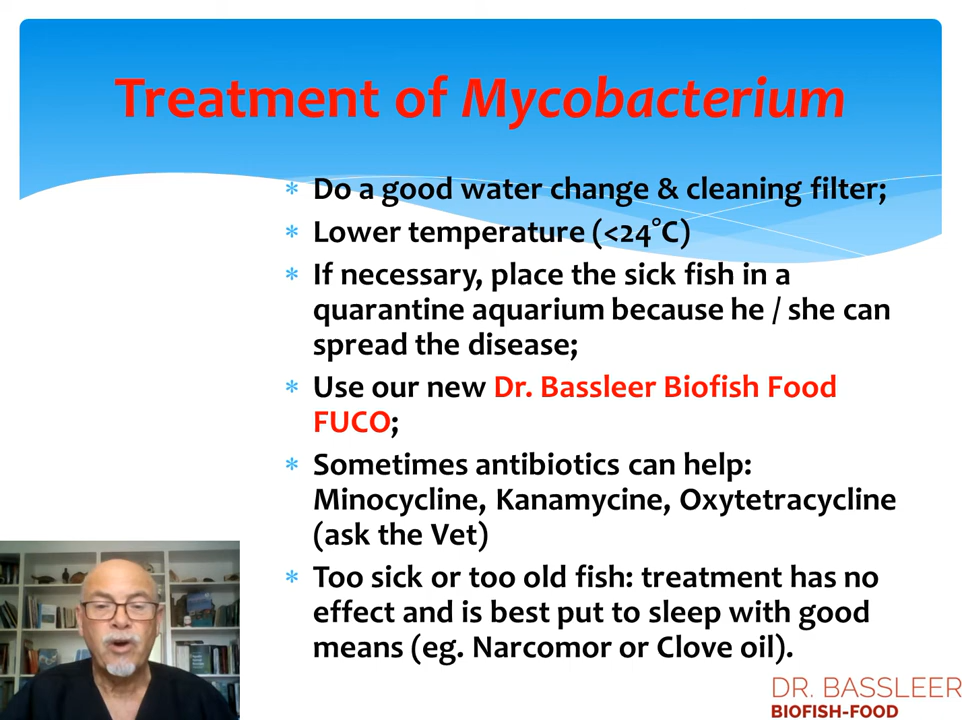 Treatment of Mycobacterium
* Do a good water change & cleaning filter;
* Lower temperature (<24°C)
* If necessary, place the sick fish in a
quarantine aquarium because he / she can
spread the disease;
* Use our new Dr. Bassleer Biofish Food
FUCO;
* Sometimes antibiotics can help:
Minocycline, Kanamycine, Oxytetracycline
(ask the Vet)
* Too sick or too old fish: treatment has no
effect and is best put to sleep with good
means (eg. Narcomor or Clove oil).
DR. BASSLEER
BIOFISH-FOOD